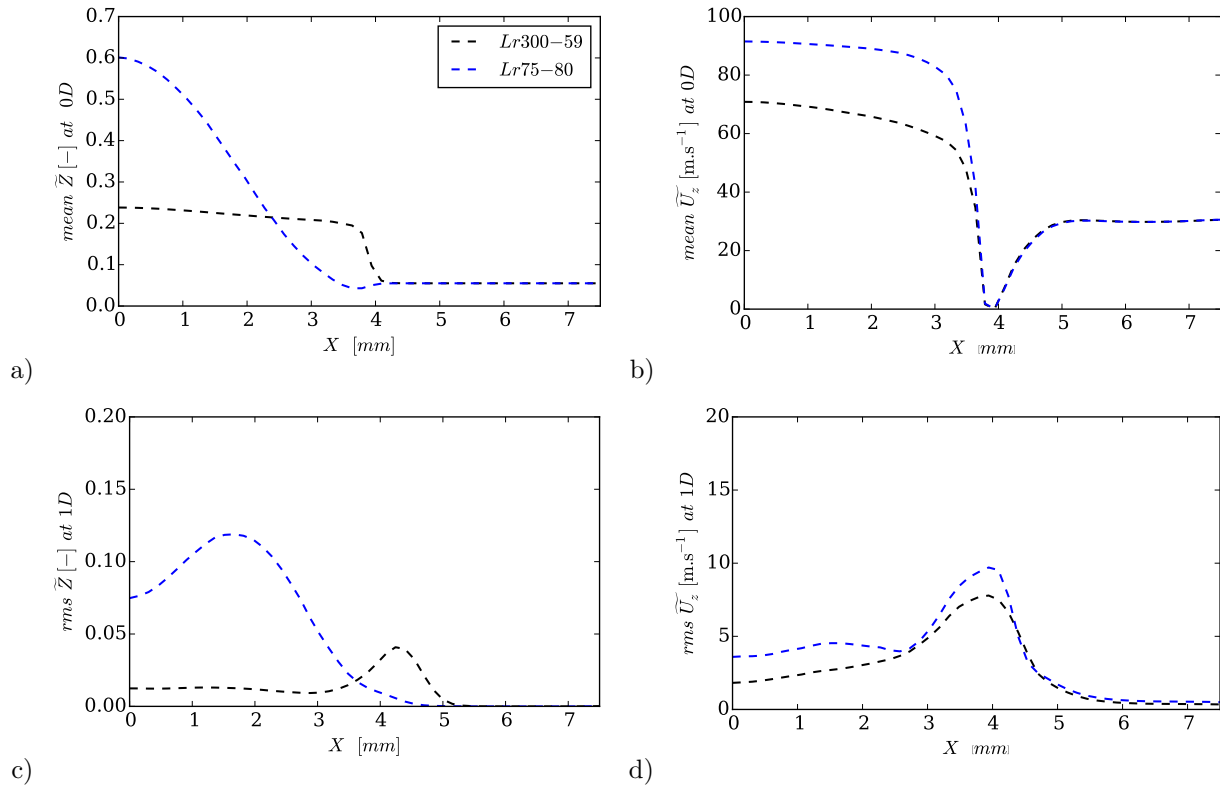 0.7
0.6
0.5
0.4
0.3
0.2
0.1
0.0
mean Z̃ [−] at 0D
Lr300−59
Lr75−80
0 1 2 3 4 5 6 7
X [mm]
a)
100
80
60
40
20
0
mean Ũ_z [m.s⁻¹] at 0D
0 1 2 3 4 5 6 7
X [mm]
b)
0.20
0.15
0.10
0.05
0.00
rms Z̃ [−] at 1D
0 1 2 3 4 5 6 7
X [mm]
c)
20
15
10
5
0
rms Ũ_z [m.s⁻¹] at 1D
0 1 2 3 4 5 6 7
X [mm]
d)